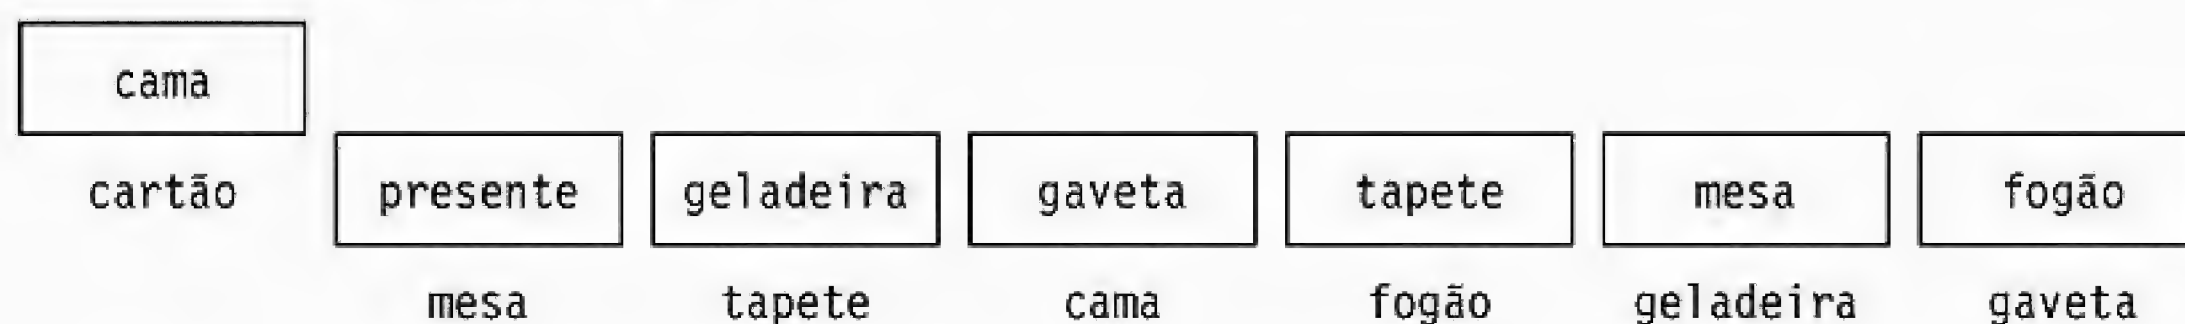 cama
cartão presente geladeira gaveta tapete mesa fogão
mesa tapete cama fogão geladeira gaveta